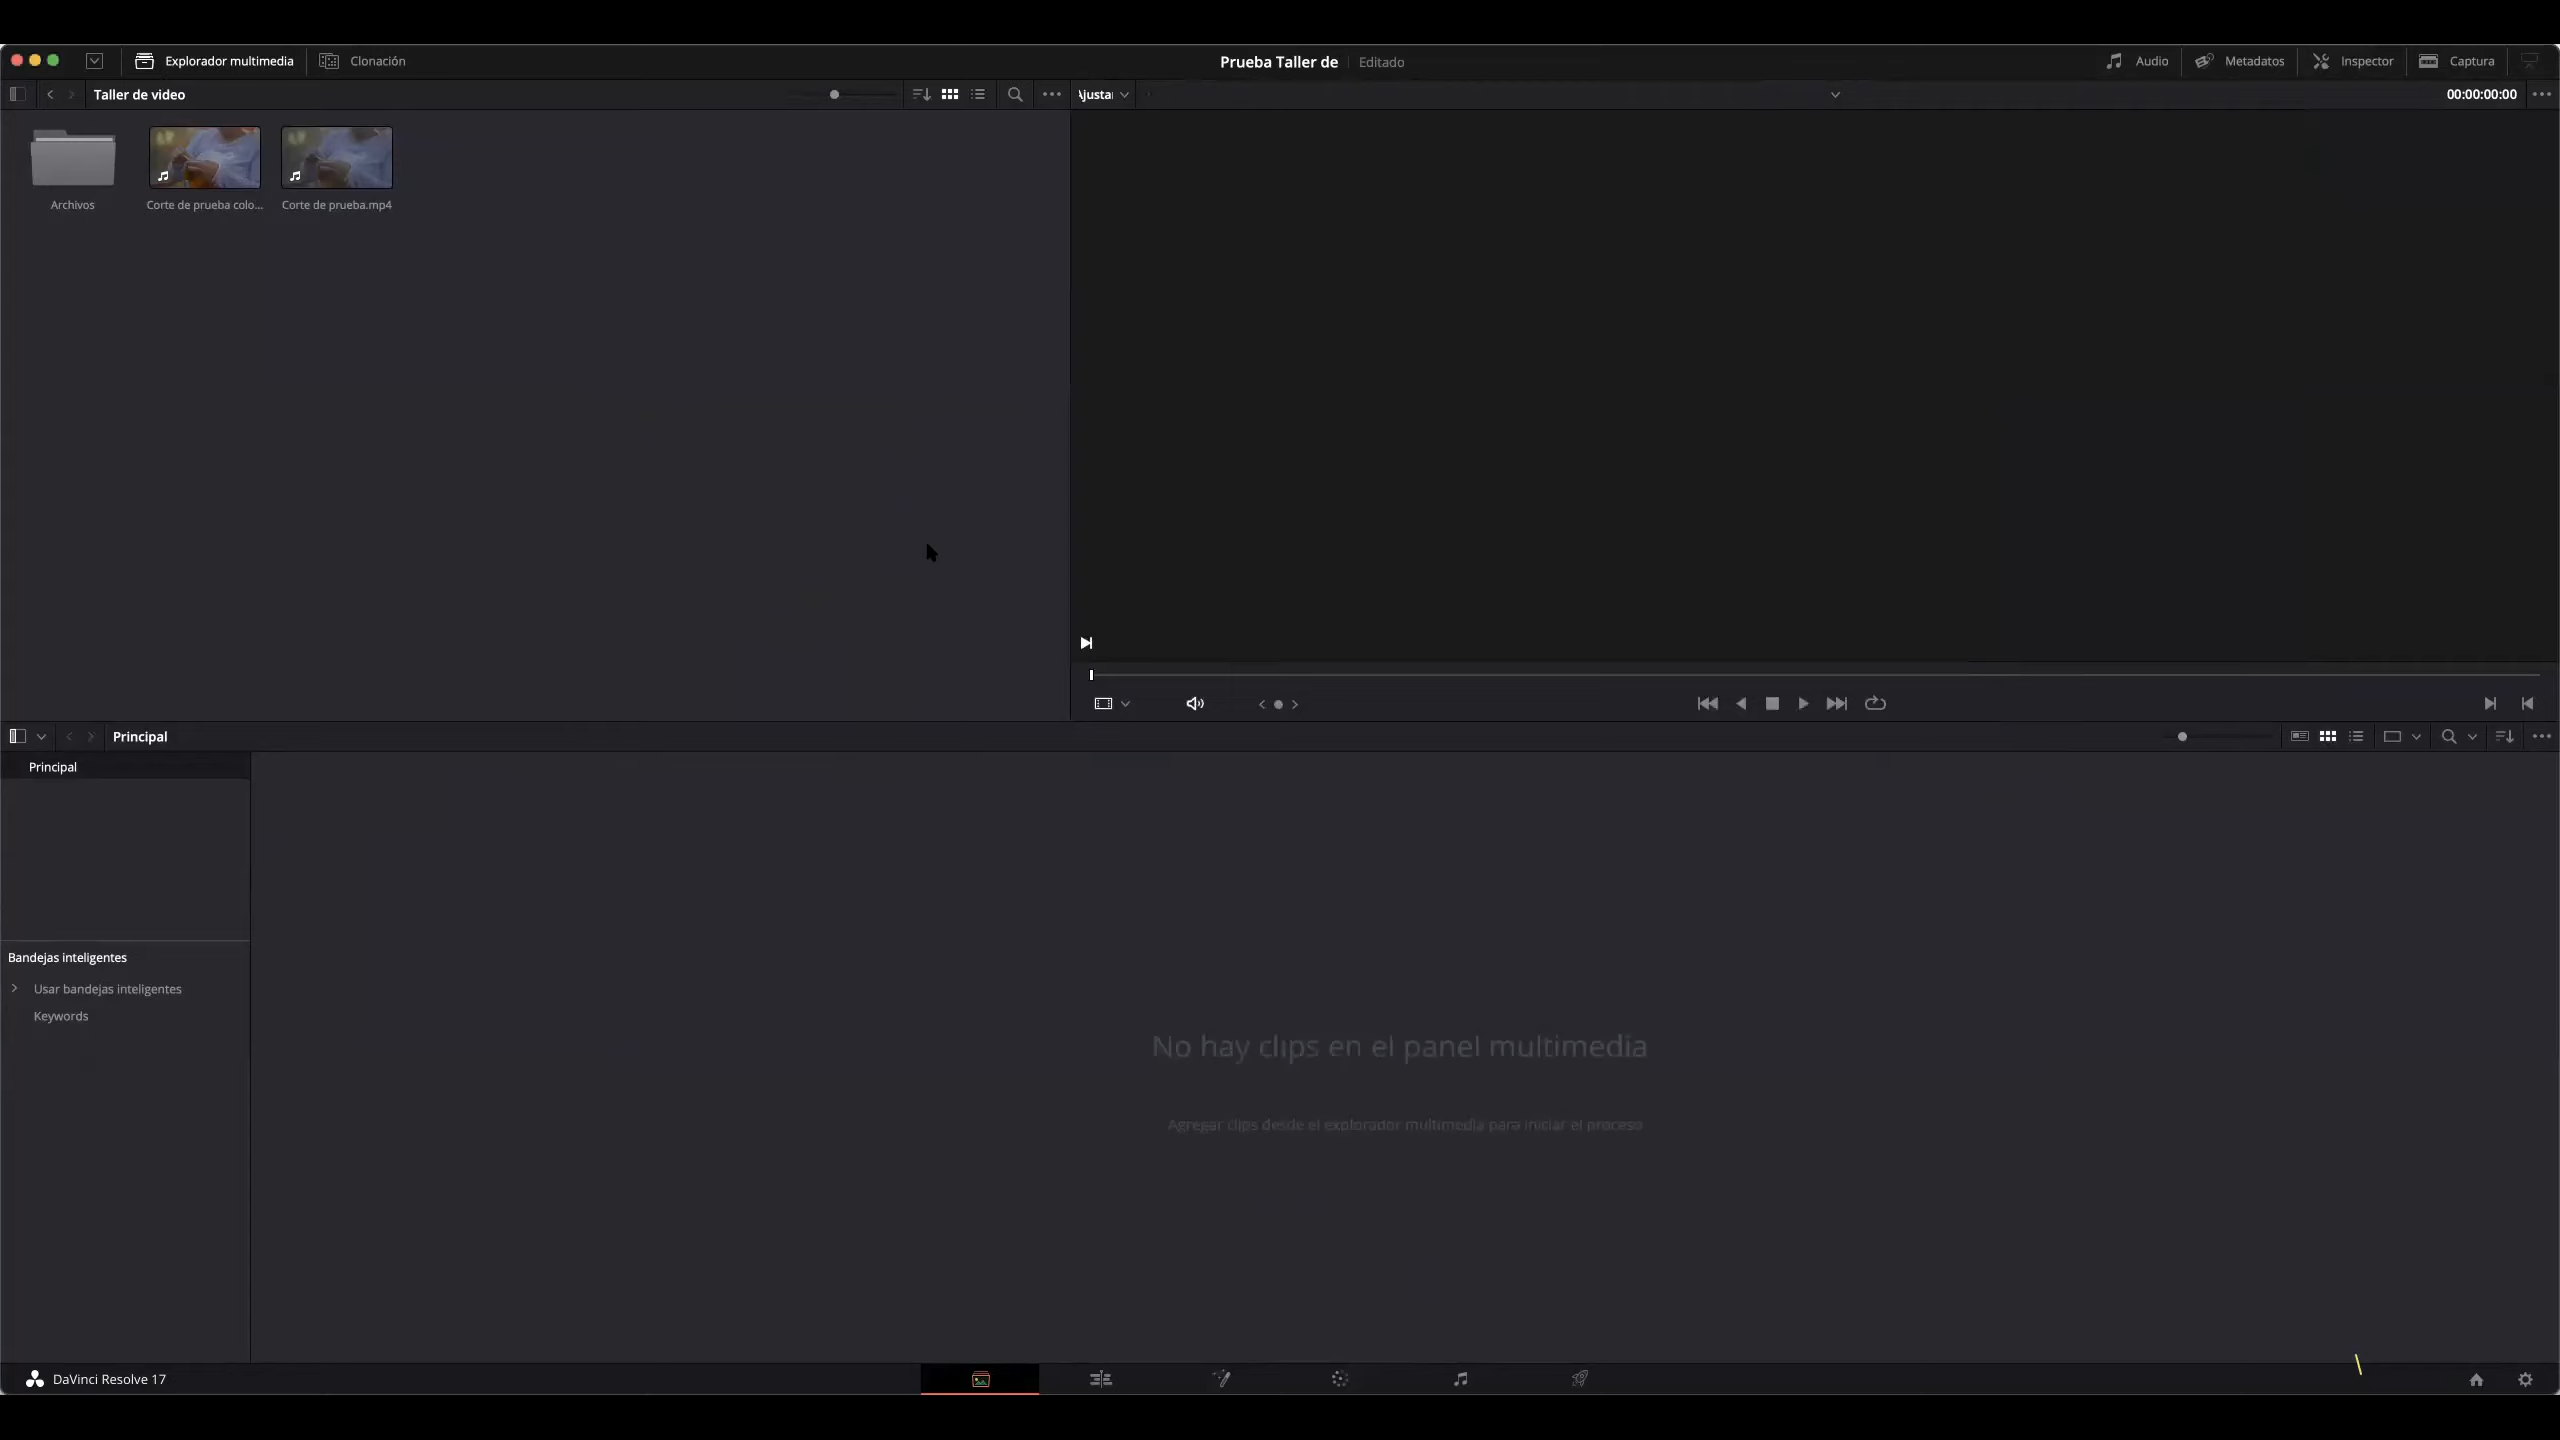 Explorador multimedia
Clonación
Prueba Taller de
Editado
Audio
Metadatos
Inspector
Captura
Taller de video
Ajustar
00:00:00:00
Archivos
Corte de prueba colo...
Corte de prueba.mp4
Principal
Principal
Bandejas inteligentes
Usar bandejas inteligentes
Keywords
No hay clips en el panel multimedia
Agregar clips desde el explorador multimedia para iniciar el proceso
DaVinci Resolve 17